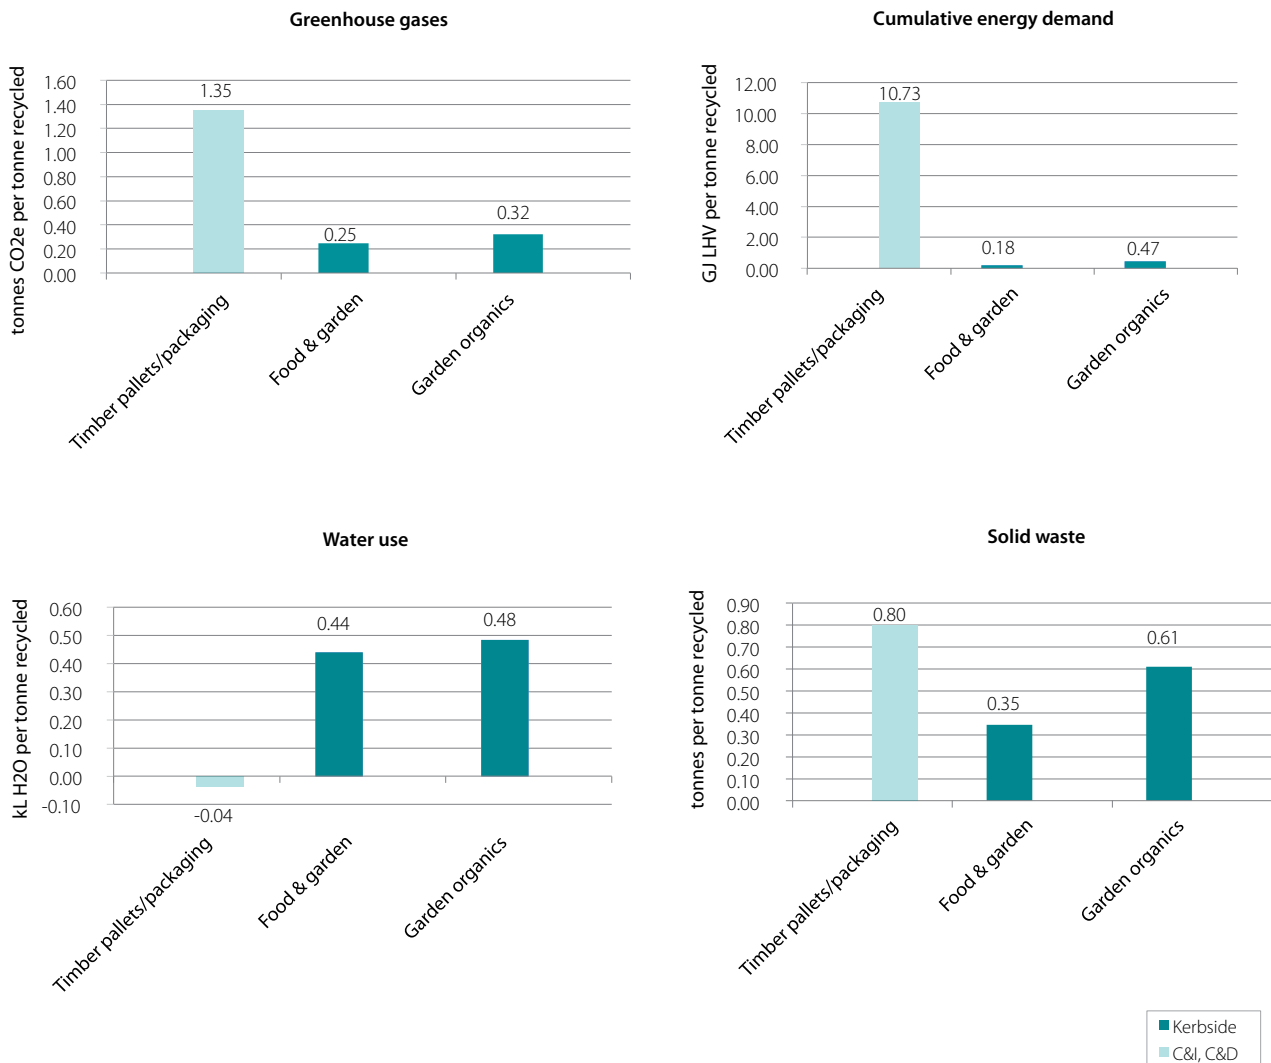 Greenhouse gases
tonnes CO2e per tonne recycled
1.60
1.40
1.20
1.00
0.80
0.60
0.40
0.20
0.00
1.35
0.25
0.32
Timber pallets/packaging
Food & garden
Garden organics
Cumulative energy demand
GJ LHV per tonne recycled
12.00
10.00
8.00
6.00
4.00
2.00
0.00
10.73
0.18
0.47
Timber pallets/packaging
Food & garden
Garden organics
Water use
kL H2O per tonne recycled
0.60
0.50
0.40
0.30
0.20
0.10
0.00
-0.10
-0.04
0.44
0.48
Timber pallets/packaging
Food & garden
Garden organics
Solid waste
tonnes per tonne recycled
0.90
0.80
0.70
0.60
0.50
0.40
0.30
0.20
0.10
0.00
0.80
0.35
0.61
Timber pallets/packaging
Food & garden
Garden organics
Kerbside
C&I, C&D